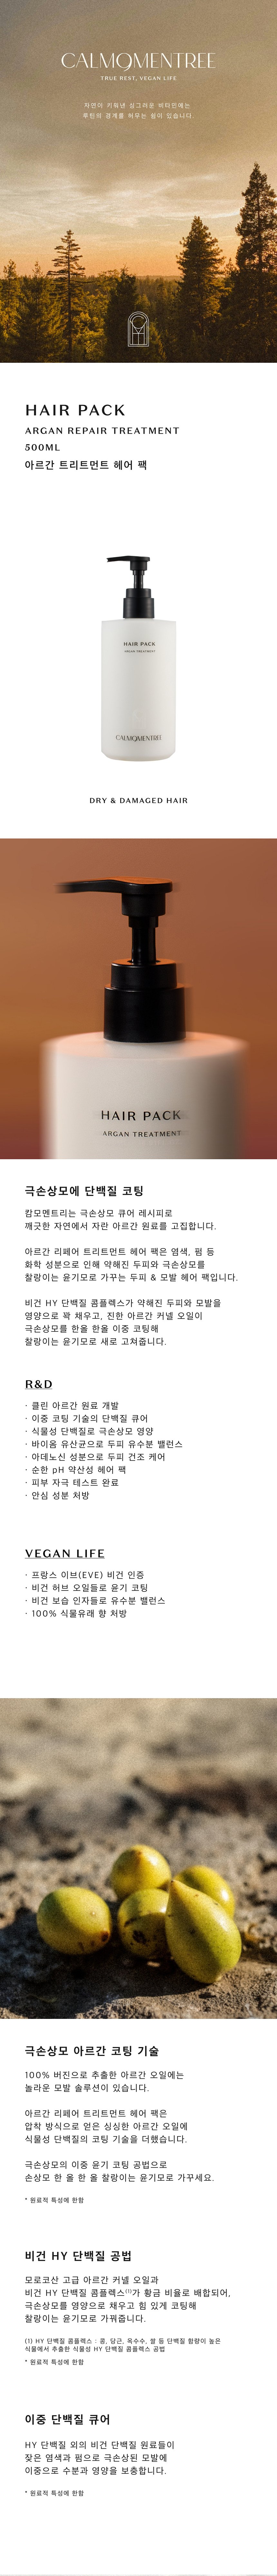 CALMOMENTREE
TRUE REST, VEGAN LIFE
자연이 키워낸 싱그러운 비타민에는
루틴의 경계를 허무는 힘이 있습니다.
HAIR PACK
ARGAN REPAIR TREATMENT
500ML
아르간 트리트먼트 헤어 팩
HAIR PACK
ARGAN TREATMENT
CALMOMENTREE
DRY & DAMAGED HAIR
HAIR PACK
ARGAN TREATMENT
극손상모에 단백질 코팅
캄모멘트리는 극손상모 큐어 레시피로
깨긋한 자연에서 자란 아르간 원료를 고집합니다.
아르간 리페어 트리트먼트 헤어 팩은 염색, 펌 등
화학 성분으로 인해 약해진 두피와 극손상모를
찰랑이는 윤기모로 가꾸는 두피 & 모발 헤어 팩입니다.
비건 HY 단백질 콤플렉스가 약해진 두피와 모발을
영양으로 꽉 채우고, 진한 아르간 커넬 오일이
극손상모를 한올 한올 이중 코팅해
찰랑이는 윤기모로 새로 고쳐줍니다.
R&D
· 클린 아르간 원료 개발
· 이중 코팅 기술의 단백질 큐어
· 식물성 단백질로 극손상모 영양
· 바이옴 유산균으로 두피 유수분 밸런스
· 아데노신 성분으로 두피 건조 케어
· 순한 pH 약산성 헤어 팩
· 피부 자극 테스트 완료
· 안심 성분 처방
VEGAN LIFE
· 프랑스 이브(EVE) 비건 인증
· 비건 허브 오일들로 윤기 코팅
· 비건 보습 인자들로 유수분 밸런스
· 100% 식물유래 향 처방
극손상모 아르간 코팅 기술
100% 버진으로 추출한 아르간 오일에는
놀라운 모발 솔루션이 있습니다.
아르간 리페어 트리트먼트 헤어 팩은
압착 방식으로 얻은 싱싱한 아르간 오일에
식물성 단백질의 코팅 기술을 더했습니다.
극손상모의 이중 윤기 코팅 공법으로
손상모 한 올 한 올 찰랑이는 윤기모로 가꾸세요.
* 원료적 특성에 한함
비건 HY 단백질 공법
모로코산 고급 아르간 커넬 오일과
비건 HY 단백질 콤플렉스(1)가 황금 비율로 배합되어,
극손상모를 영양으로 채우고 힘 있게 코팅해
찰랑이는 윤기모로 가꿔줍니다.
(1) HY 단백질 콤플렉스 : 콩, 당근, 옥수수, 쌀 등 단백질 함량이 높은
식물에서 추출한 식물성 HY 단백질 콤플렉스 공법
* 원료적 특성에 한함
이중 단백질 큐어
HY 단백질 외의 비건 단백질 원료들이
잦은 염색과 펌으로 극손상된 모발에
이중으로 수분과 영양을 보충합니다.
* 원료적 특성에 한함